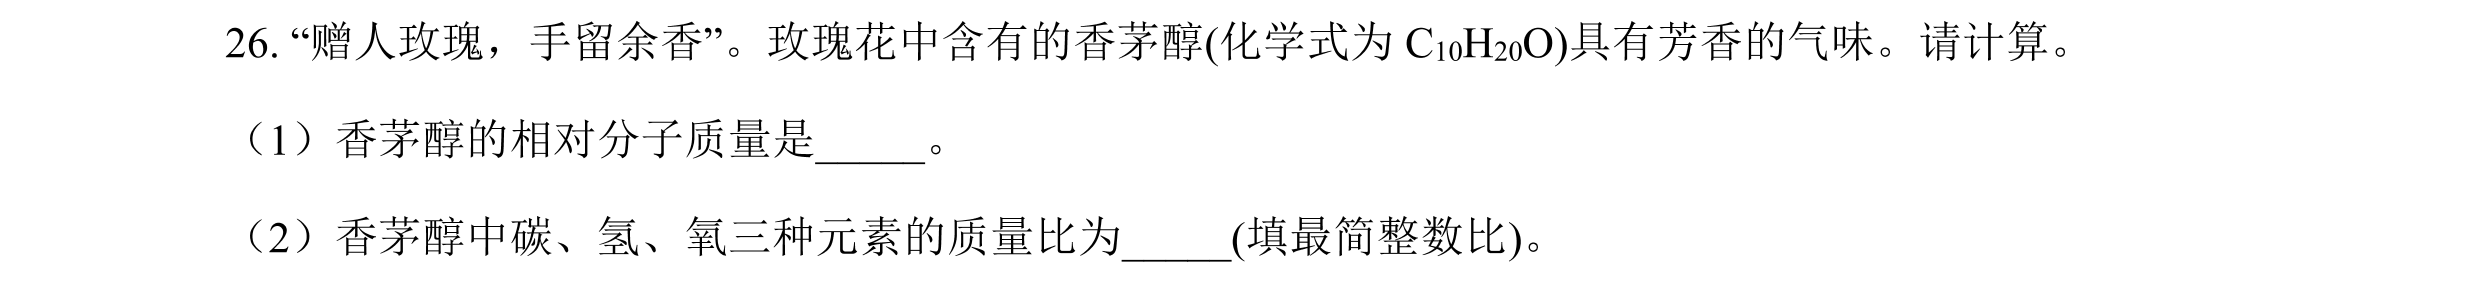 26. “赠人玫瑰，手留余香”。玫瑰花中含有的香茅醇(化学式为 C₁₀H₂₀O)具有芳香的气味。请计算。
（1）香茅醇的相对分子质量是_____。
（2）香茅醇中碳、氢、氧三种元素的质量比为_____(填最简整数比)。